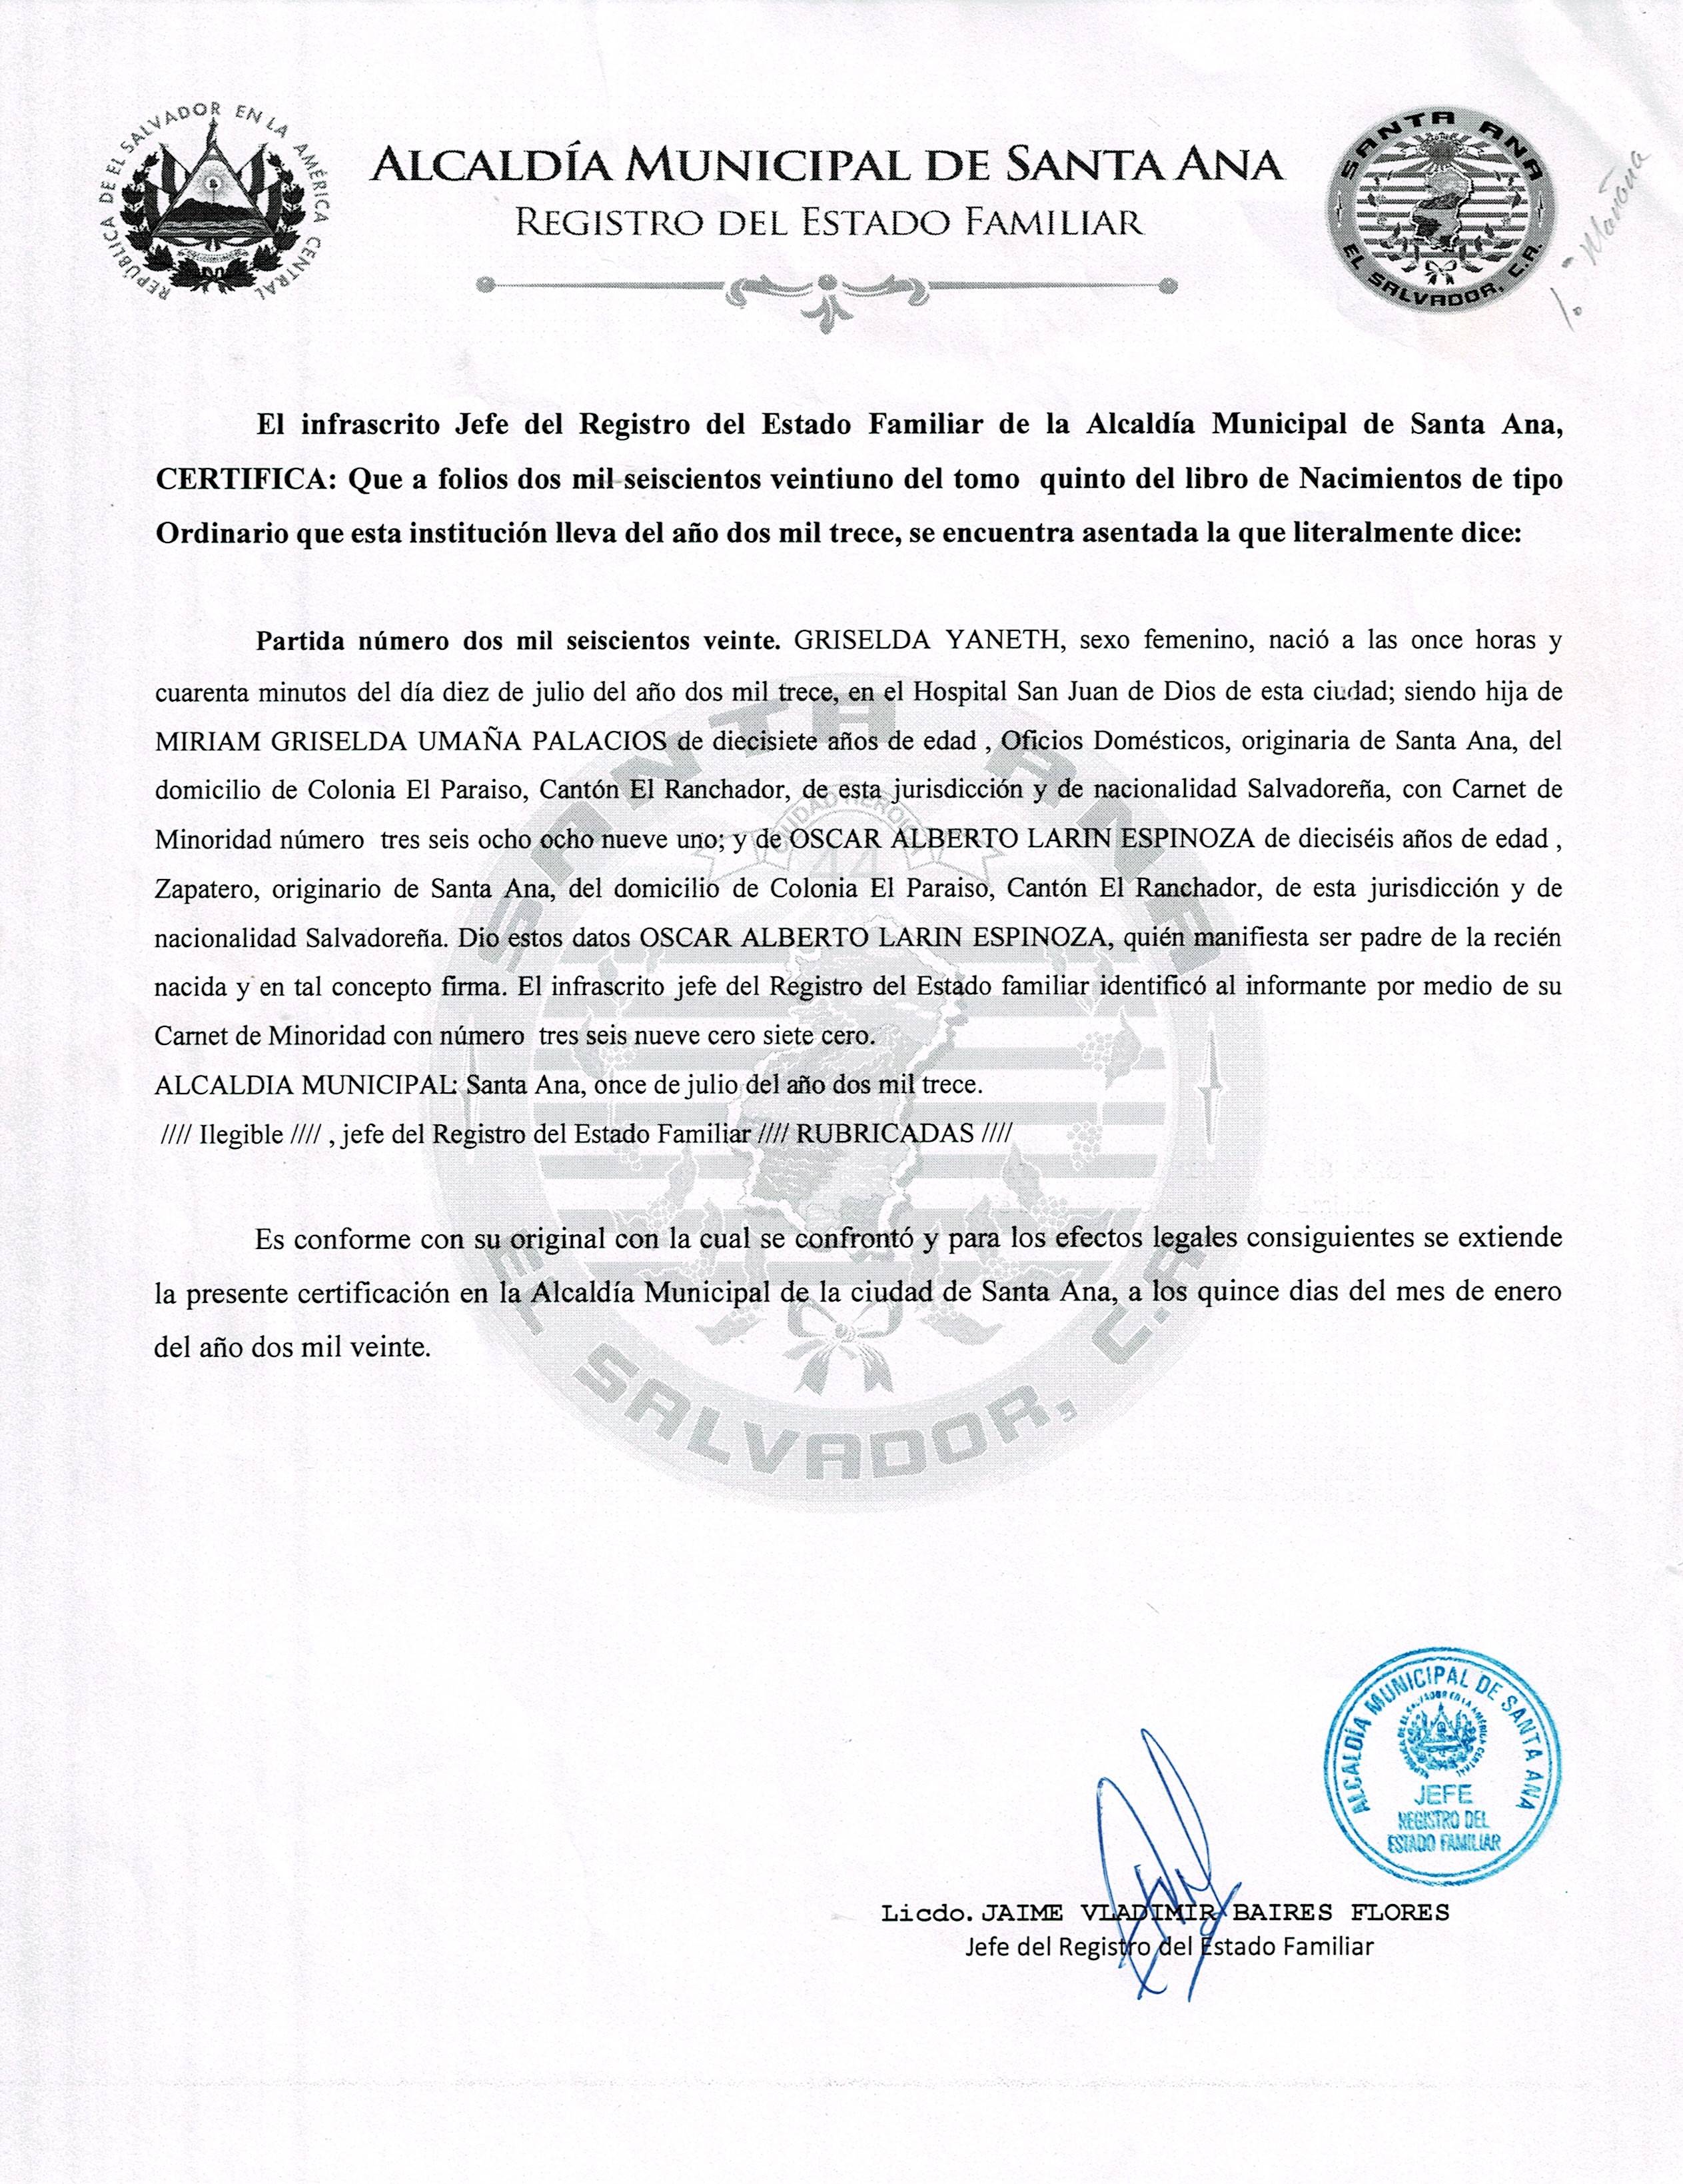 REPÚBLICA DE EL SALVADOR EN LA AMÉRICA CENTRAL
ALCALDÍA MUNICIPAL DE SANTA ANA
REGISTRO DEL ESTADO FAMILIAR
SANTA ANA
EL SALVADOR, C.A.
1. - Mañana
El infrascrito Jefe del Registro del Estado Familiar de la Alcaldía Municipal de Santa Ana,
CERTIFICA: Que a folios dos mil seiscientos veintiuno del tomo quinto del libro de Nacimientos de tipo
Ordinario que esta institución lleva del año dos mil trece, se encuentra asentada la que literalmente dice:
Partida número dos mil seiscientos veinte. GRISELDA YANETH, sexo femenino, nació a las once horas y
cuarenta minutos del día diez de julio del año dos mil trece, en el Hospital San Juan de Dios de esta ciudad; siendo hija de
MIRIAM GRISELDA UMAÑA PALACIOS de diecisiete años de edad , Oficios Domésticos, originaria de Santa Ana, del
domicilio de Colonia El Paraiso, Cantón El Ranchador, de esta jurisdicción y de nacionalidad Salvadoreña, con Carnet de
Minoridad número tres seis ocho ocho nueve uno; y de OSCAR ALBERTO LARIN ESPINOZA de dieciséis años de edad ,
Zapatero, originario de Santa Ana, del domicilio de Colonia El Paraiso, Cantón El Ranchador, de esta jurisdicción y de
nacionalidad Salvadoreña. Dio estos datos OSCAR ALBERTO LARIN ESPINOZA, quién manifiesta ser padre de la recién
nacida y en tal concepto firma. El infrascrito jefe del Registro del Estado familiar identificó al informante por medio de su
Carnet de Minoridad con número tres seis nueve cero siete cero.
ALCALDIA MUNICIPAL: Santa Ana, once de julio del año dos mil trece.
//// Ilegible //// , jefe del Registro del Estado Familiar //// RUBRICADAS ////
Es conforme con su original con la cual se confrontó y para los efectos legales consiguientes se extiende
la presente certificación en la Alcaldía Municipal de la ciudad de Santa Ana, a los quince dias del mes de enero
del año dos mil veinte.
SANTA ANA
CIUDAD HEROICA
44
EL SALVADOR, C.A.
ALCALDÍA MUNICIPAL DE SANTA ANA
JEFE
REGISTRO DEL
ESTADO FAMILIAR
Licdo. JAIME VLADIMIR BAIRES FLORES
Jefe del Registro del Estado Familiar